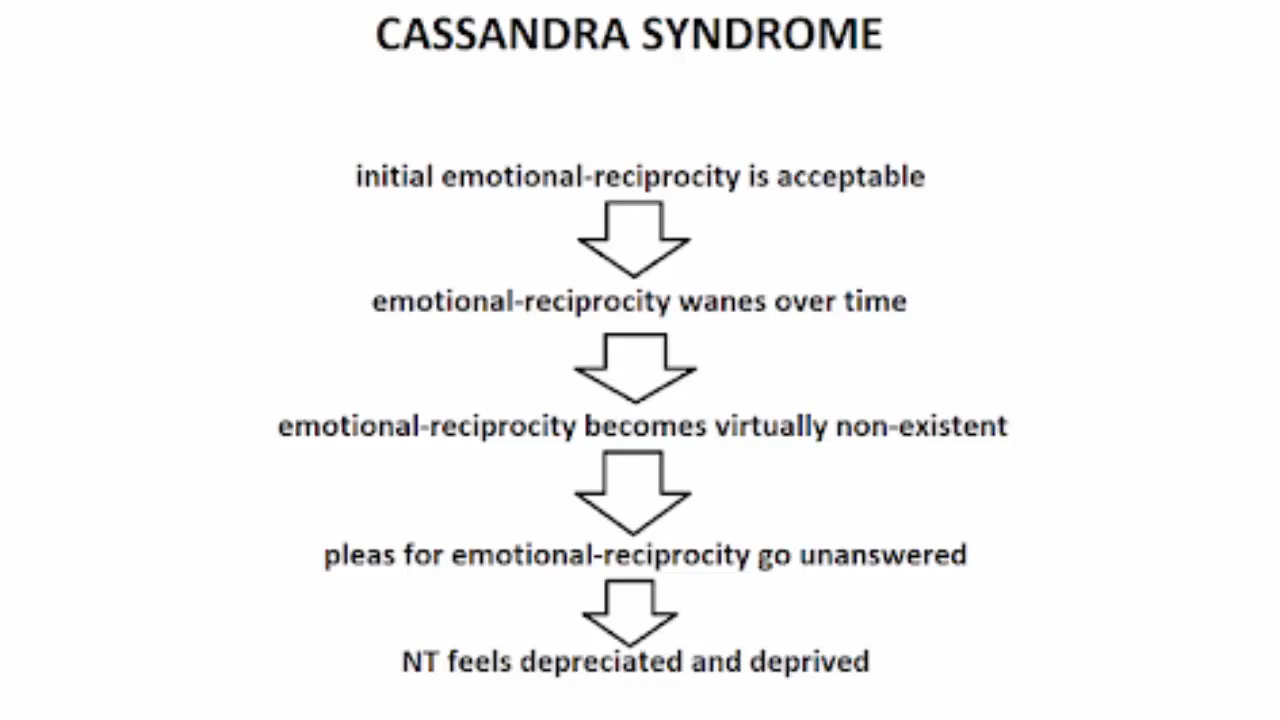 CASSANDRA SYNDROME
initial emotional-reciprocity is acceptable
emotional-reciprocity wanes over time
emotional-reciprocity becomes virtually non-existent
pleas for emotional-reciprocity go unanswered
NT feels depreciated and deprived